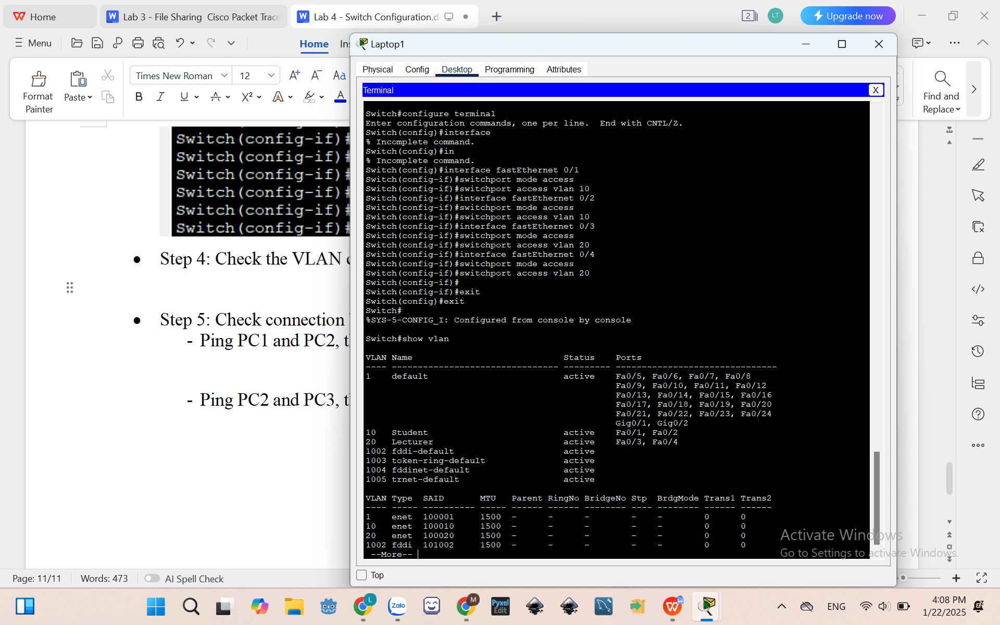 Home
Lab 3 - File Sharing Cisco Packet Trace
Lab 4 - Switch Configuration.d
2
LT
Upgrade now
Menu
Home
Ins
Format
Painter
Paste
Times New Roman
12
Find and
Replace
Laptop1
Physical
Config
Desktop
Programming
Attributes
Terminal
X
Switch#configure terminal
Enter configuration commands, one per line.  End with CNTL/Z.
Switch(config)#interface
% Incomplete command.
Switch(config)#in
% Incomplete command.
Switch(config)#interface fastEthernet 0/1
Switch(config-if)#switchport mode access
Switch(config-if)#switchport access vlan 10
Switch(config-if)#interface fastEthernet 0/2
Switch(config-if)#switchport mode access
Switch(config-if)#switchport access vlan 10
Switch(config-if)#interface fastEthernet 0/3
Switch(config-if)#switchport mode access
Switch(config-if)#switchport access vlan 20
Switch(config-if)#interface fastEthernet 0/4
Switch(config-if)#switchport mode access
Switch(config-if)#switchport access vlan 20
Switch(config-if)#
Switch(config-if)#exit
Switch(config)#exit
Switch#
%SYS-5-CONFIG_I: Configured from console by console
Switch#show vlan
VLAN Name                             Status    Ports
---- -------------------------------- --------- -------------------------------
1    default                          active    Fa0/5, Fa0/6, Fa0/7, Fa0/8
Fa0/9, Fa0/10, Fa0/11, Fa0/12
Fa0/13, Fa0/14, Fa0/15, Fa0/16
Fa0/17, Fa0/18, Fa0/19, Fa0/20
Fa0/21, Fa0/22, Fa0/23, Fa0/24
Gig0/1, Gig0/2
10   Student                          active    Fa0/1, Fa0/2
20   Lecturer                         active    Fa0/3, Fa0/4
1002 fddi-default                     active
1003 token-ring-default               active
1004 fddinet-default                  active
1005 trnet-default                    active
VLAN Type  SAID       MTU   Parent RingNo BridgeNo Stp  BrdgMode Trans1 Trans2
---- ----- ---------- ----- ------ ------ -------- ---- -------- ------ ------
1    enet  100001     1500  -      -      -        -    -        0      0
10   enet  100010     1500  -      -      -        -    -        0      0
20   enet  100020     1500  -      -      -        -    -        0      0
1002 fddi  101002     1500  -      -      -        -    -        0      0
--More--
Top
Switch(config-if)#
Switch(config-if)#
Switch(config-if)#
Switch(config-if)#
Switch(config-if)#
Switch(config-if)#
● Step 4: Check the VLAN
● Step 5: Check connection
- Ping PC1 and PC2, t
- Ping PC2 and PC3, t
Activate Windows
Go to Settings to activate Windows.
Page: 11/11
Words: 473
AI Spell Check
L
Zalo
M
Pyxel
Edit
W
ENG
4:08 PM
1/22/2025